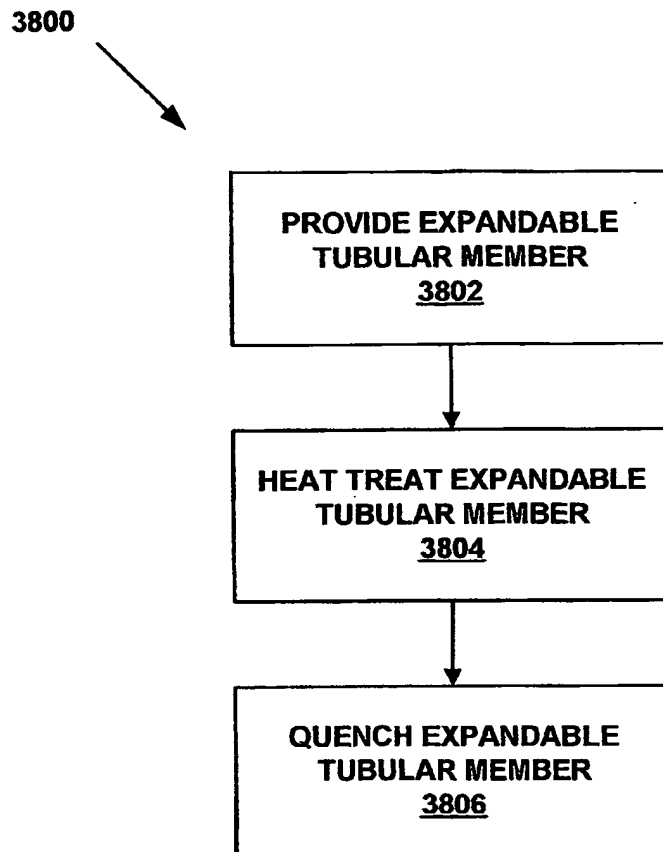 3800
PROVIDE EXPANDABLE
TUBULAR MEMBER
3802
HEAT TREAT EXPANDABLE
TUBULAR MEMBER
3804
QUENCH EXPANDABLE
TUBULAR MEMBER
3806